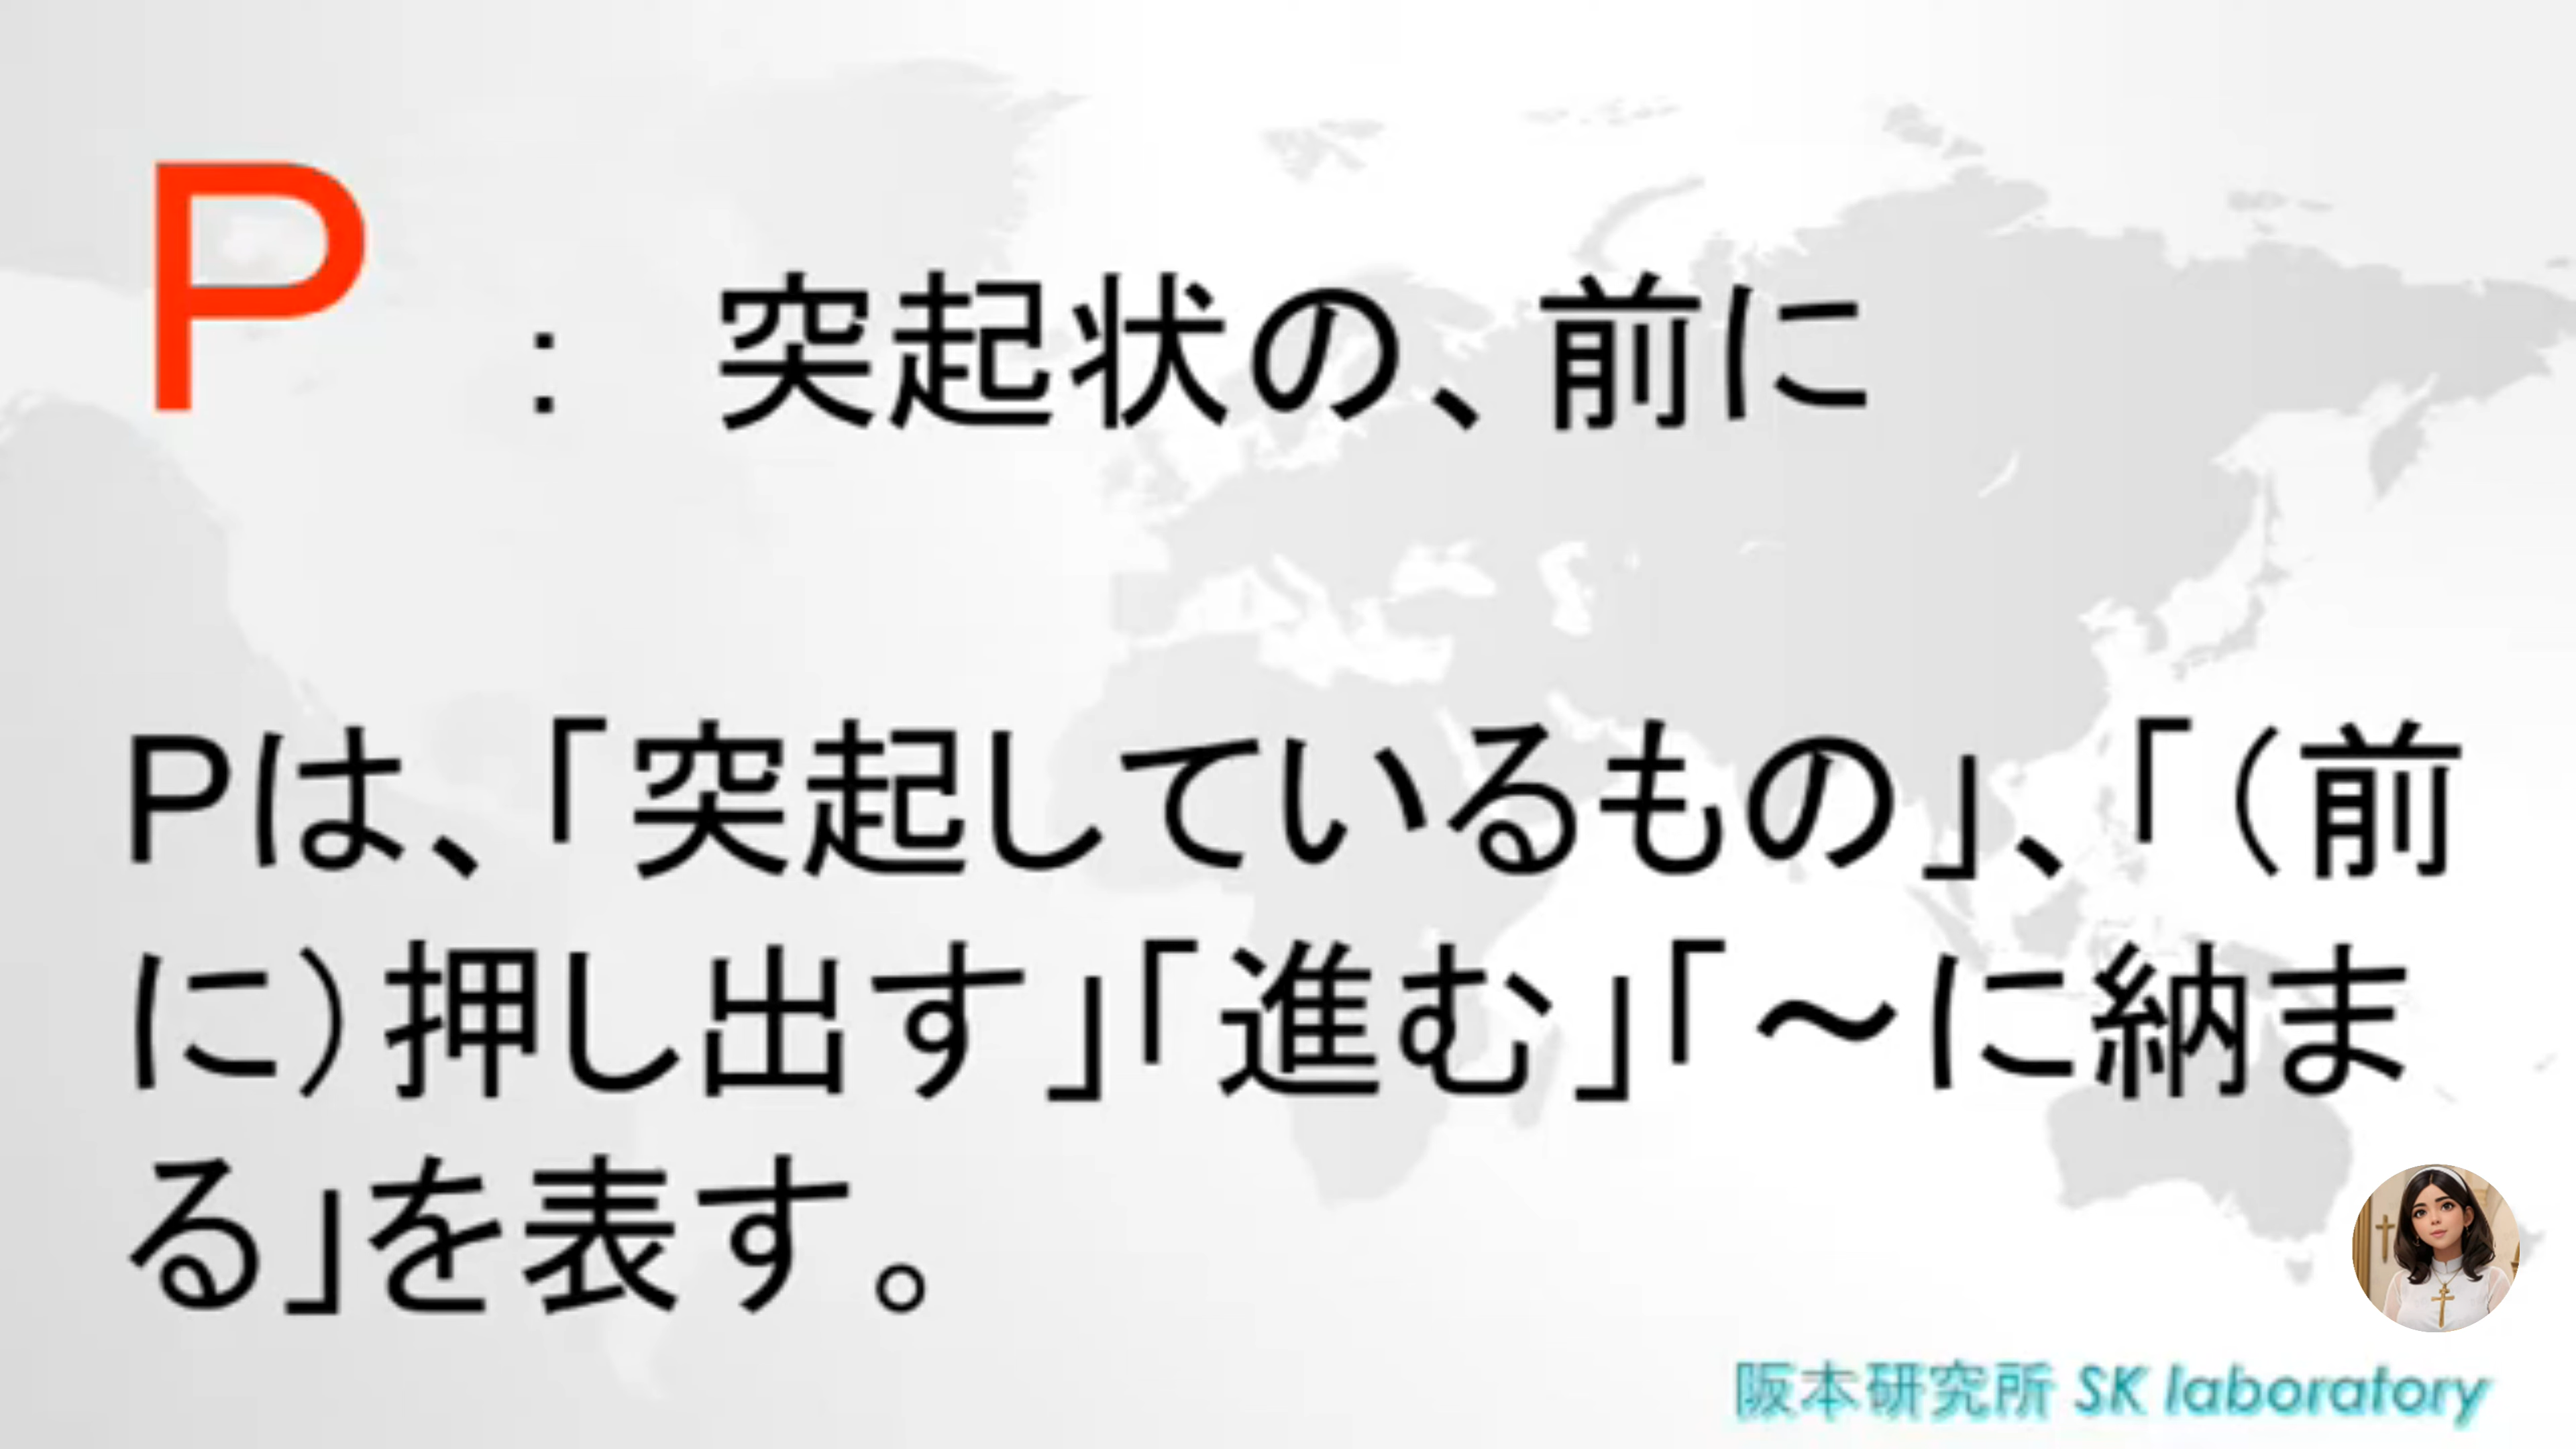 P : 突起状の、前に
Pは、「突起しているもの」、「(前
に)押し出す」「進む」「～に納ま
る」を表す。
阪本研究所 SK laboratory